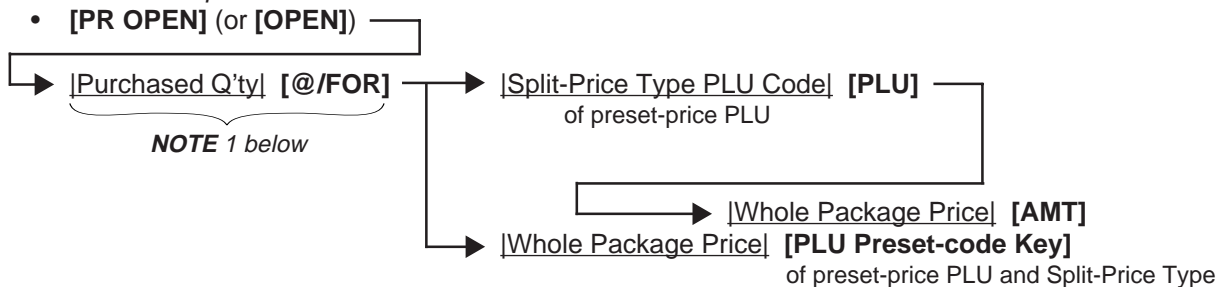 • [PR OPEN] (or [OPEN])
|Purchased Q'ty| [@/FOR]
|Split-Price Type PLU Code| [PLU]
of preset-price PLU
NOTE 1 below
|Whole Package Price| [AMT]
|Whole Package Price| [PLU Preset-code Key]
of preset-price PLU and Split-Price Type